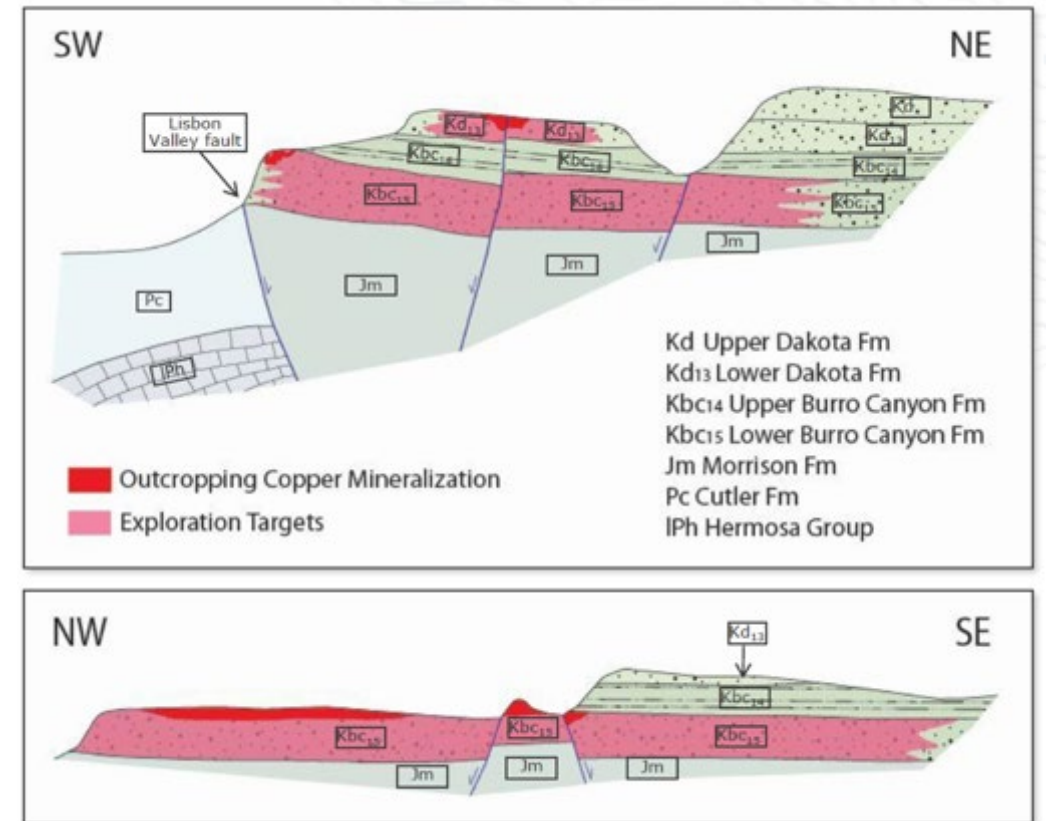 SW
NE
Lisbon
Valley fault
Kd13
Kd13
Kd
Kd13
Kbc14
Kbc14
Kbc14
Kbc15
Kbc15
Kbc15
Jm
Jm
Jm
Pc
lPh
Kd Upper Dakota Fm
Kd13 Lower Dakota Fm
Kbc14 Upper Burro Canyon Fm
Kbc15 Lower Burro Canyon Fm
Jm Morrison Fm
Pc Cutler Fm
lPh Hermosa Group
Outcropping Copper Mineralization
Exploration Targets
NW
SE
Kd13
Kbc14
Kbc15
Kbc15
Kbc15
Jm
Jm
Jm